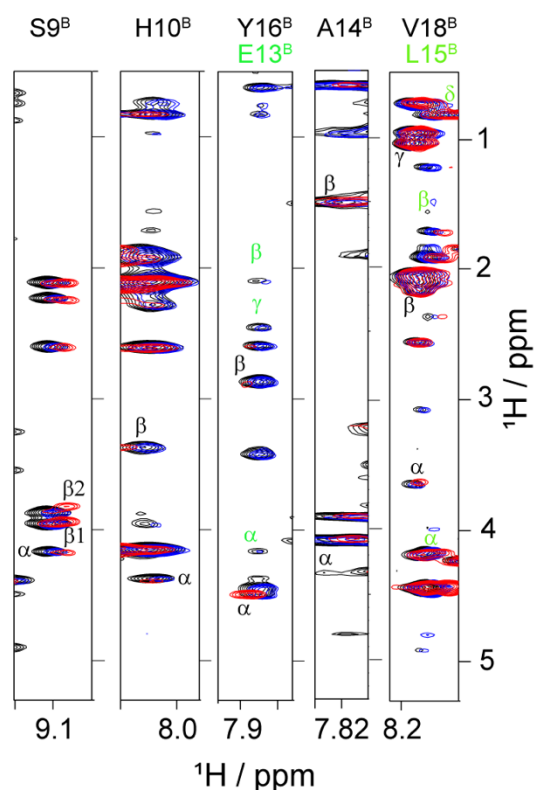 S9ᴮ H10ᴮ Y16ᴮ A14ᴮ V18ᴮ
E13ᴮ L15ᴮ
δ
1
γ
β β
β
2
γ
β β
3
β
α
β2
β1 α α
4
α α α
α
5
9.1 8.0 7.9 7.82 8.2
¹H / ppm
¹H / ppm